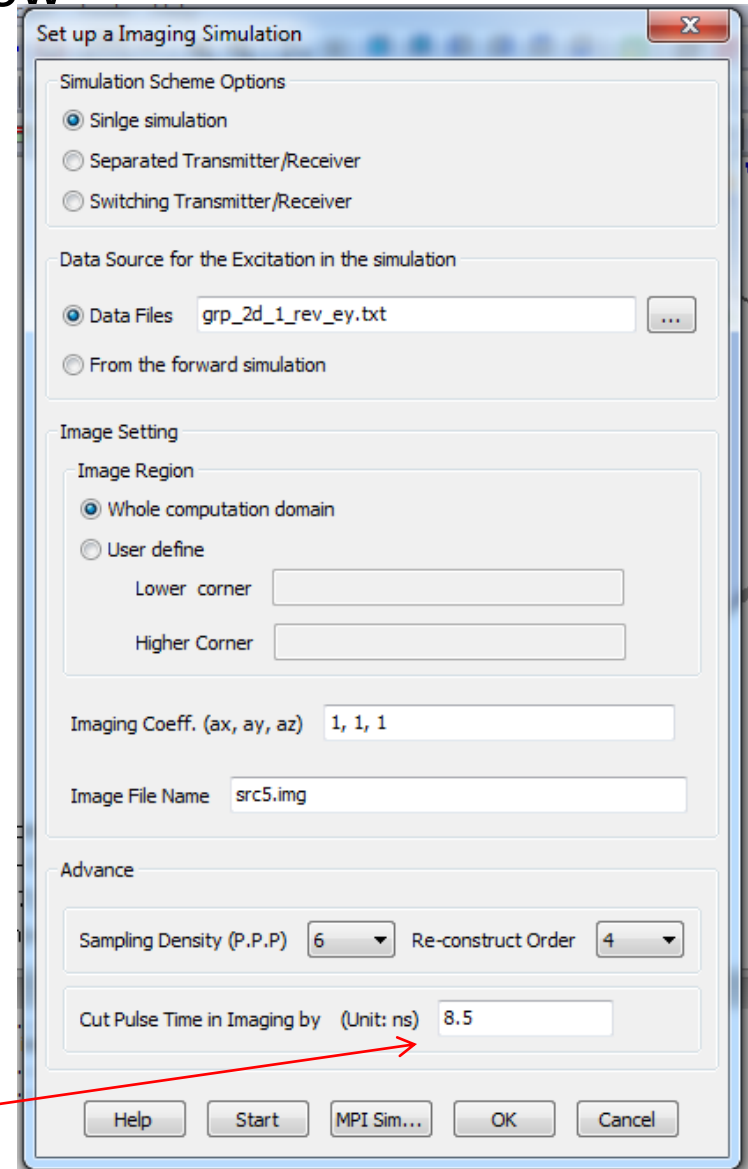 Set up a Imaging Simulation
X
Simulation Scheme Options
Sinlge simulation
Separated Transmitter/Receiver
Switching Transmitter/Receiver
Data Source for the Excitation in the simulation
Data Files grp_2d_1_rev_ey.txt ...
From the forward simulation
Image Setting
Image Region
Whole computation domain
User define
Lower corner
Higher Corner
Imaging Coeff. (ax, ay, az) 1, 1, 1
Image File Name src5.img
Advance
Sampling Density (P.P.P) 6 Re-construct Order 4
Cut Pulse Time in Imaging by (Unit: ns) 8.5
Help Start MPI Sim... OK Cancel